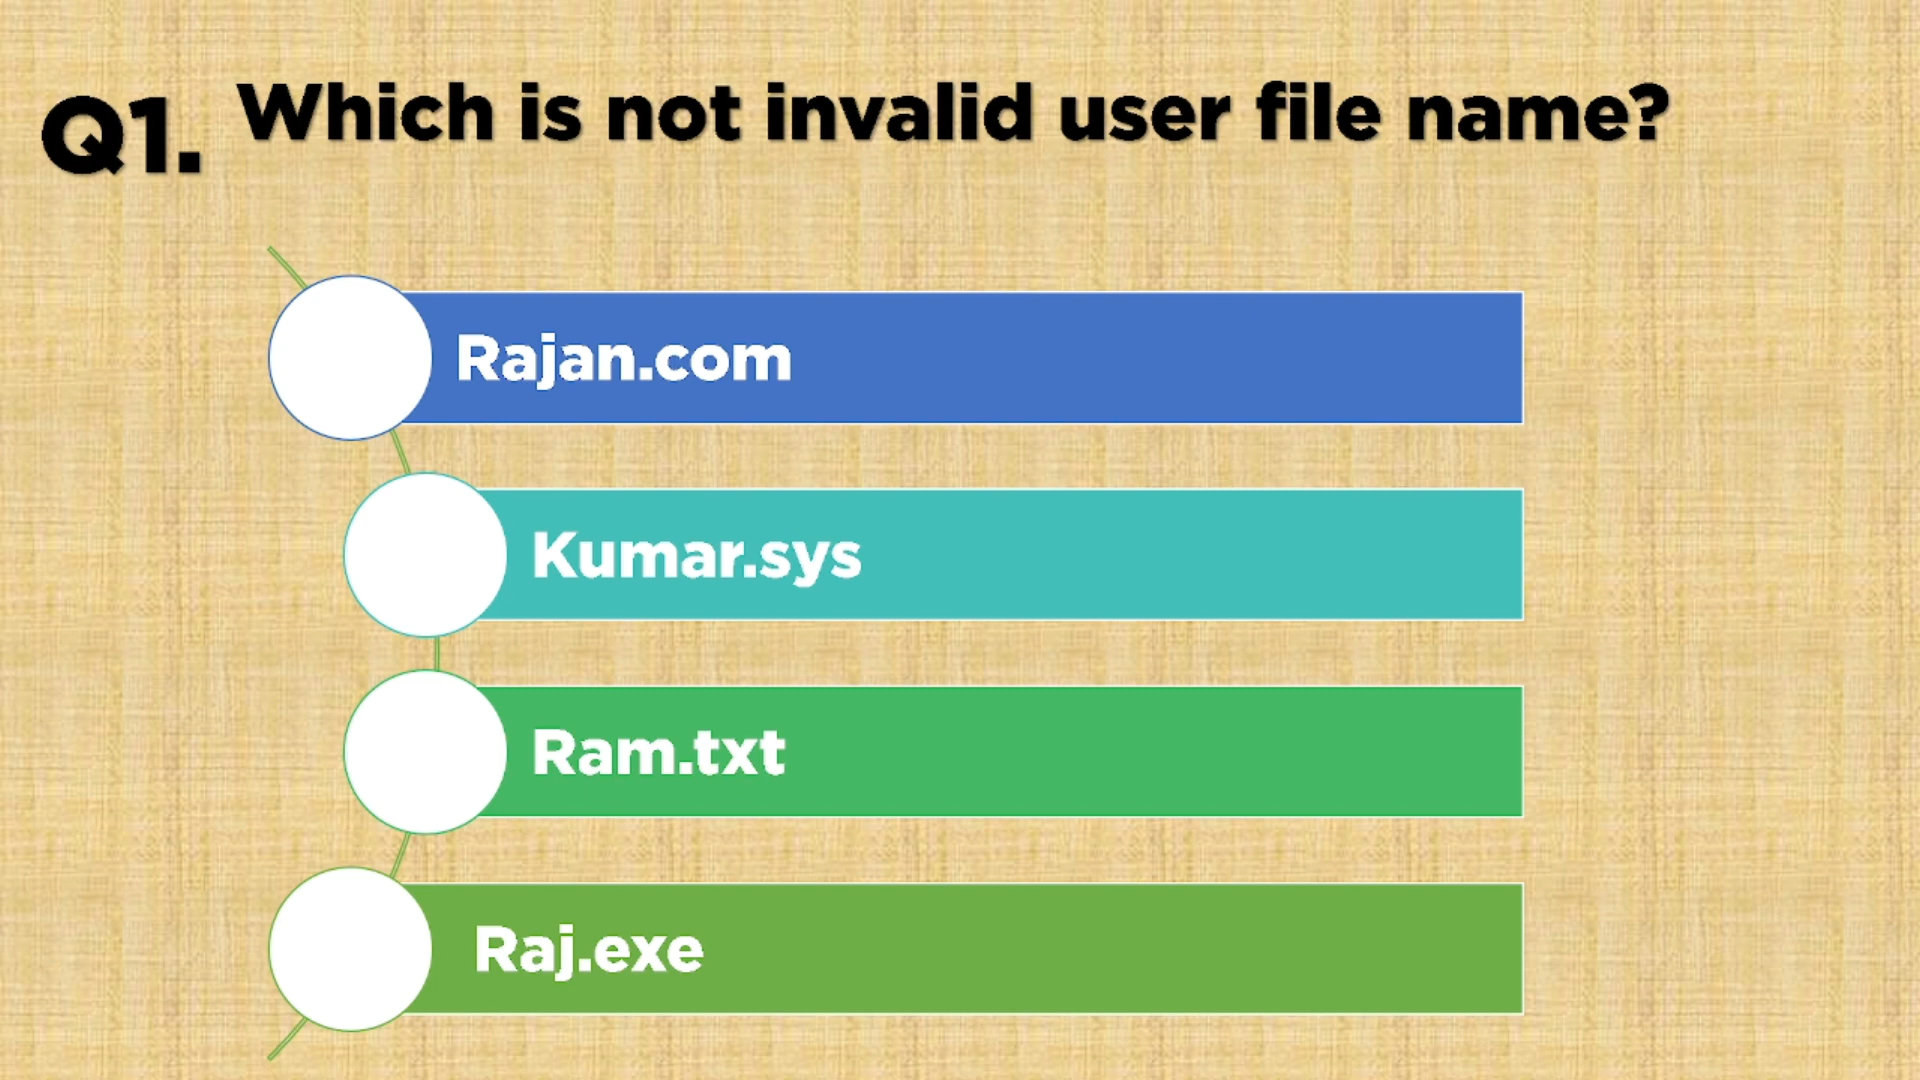 Q1. Which is not invalid user file name?
Rajan.com
Kumar.sys
Ram.txt
Raj.exe